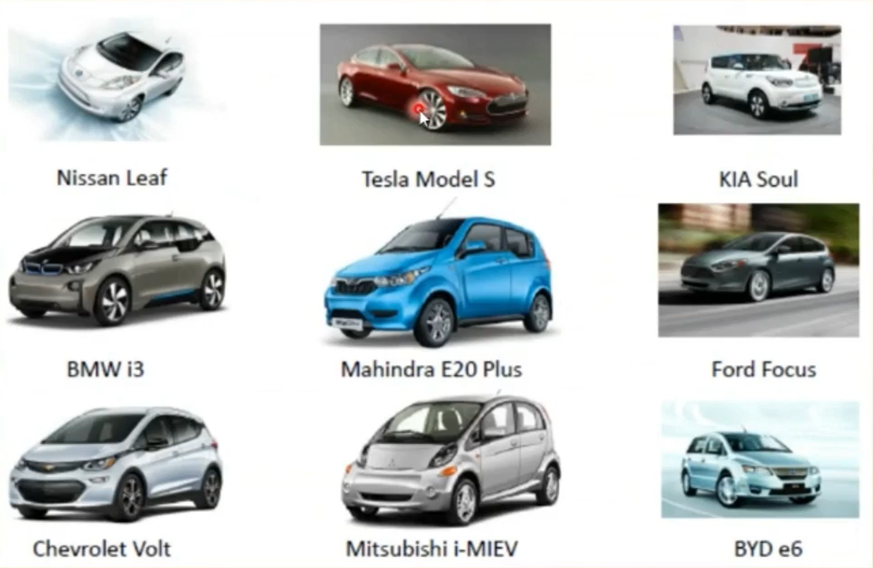 Nissan Leaf
Tesla Model S
KIA Soul
BMW i3
Mahindra E20 Plus
Ford Focus
Chevrolet Volt
Mitsubishi i-MIEV
BYD e6